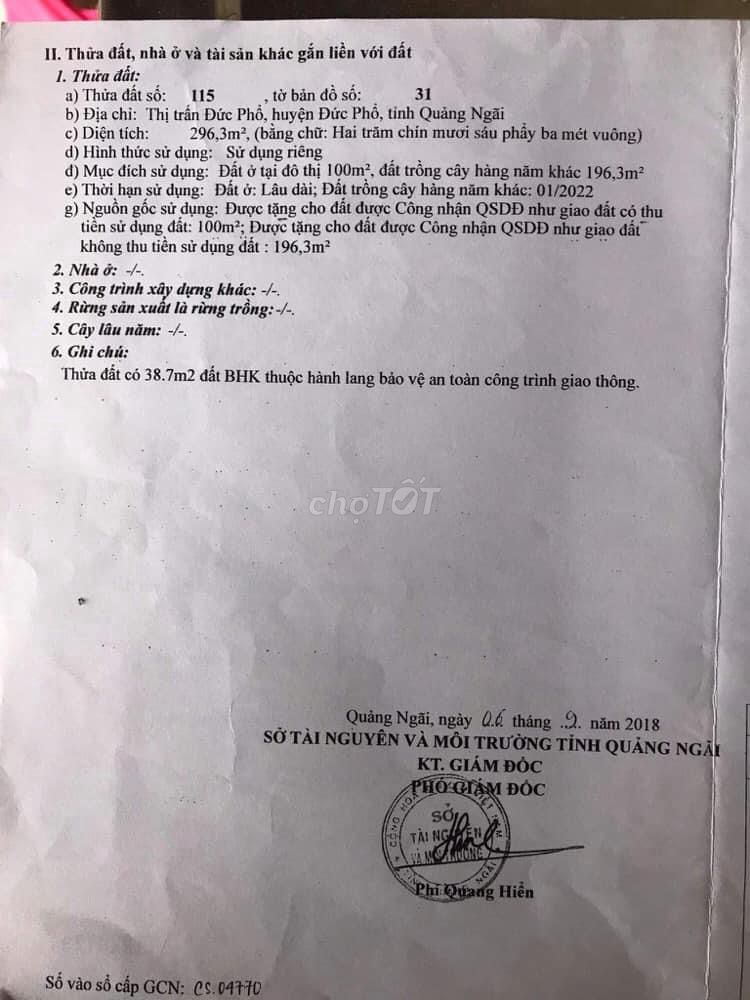 II. Thửa đất, nhà ở và tài sản khác gắn liền với đất
1. Thửa đất:
a) Thửa đất số: 115 , tờ bản đồ số: 31
b) Địa chỉ: Thị trấn Đức Phổ, huyện Đức Phổ, tỉnh Quảng Ngãi
c) Diện tích: 296,3m², (bằng chữ: Hai trăm chín mươi sáu phẩy ba mét vuông)
d) Hình thức sử dụng: Sử dụng riêng
đ) Mục đích sử dụng: Đất ở tại đô thị 100m², đất trồng cây hàng năm khác 196,3m²
e) Thời hạn sử dụng: Đất ở: Lâu dài; Đất trồng cây hàng năm khác: 01/2022
g) Nguồn gốc sử dụng: Được tặng cho đất được Công nhận QSDĐ như giao đất có thu
tiền sử dụng đất: 100m²; Được tặng cho đất được Công nhận QSDĐ như giao đất
không thu tiền sử dụng đất : 196,3m²
2. Nhà ở: -/-.
3. Công trình xây dựng khác: -/-.
4. Rừng sản xuất là rừng trồng: -/-.
5. Cây lâu năm: -/-.
6. Ghi chú:
Thửa đất có 38.7m2 đất BHK thuộc hành lang bảo vệ an toàn công trình giao thông.
chợTỐT
Quảng Ngãi, ngày 06 tháng 9 năm 2018
SỞ TÀI NGUYÊN VÀ MÔI TRƯỜNG TỈNH QUẢNG NGÃI
KT. GIÁM ĐỐC
PHÓ GIÁM ĐỐC
SỞ
TÀI NGUYÊN
VÀ MÔI TRƯỜNG
Phi Quang Hiển
Số vào sổ cấp GCN: CS.04770